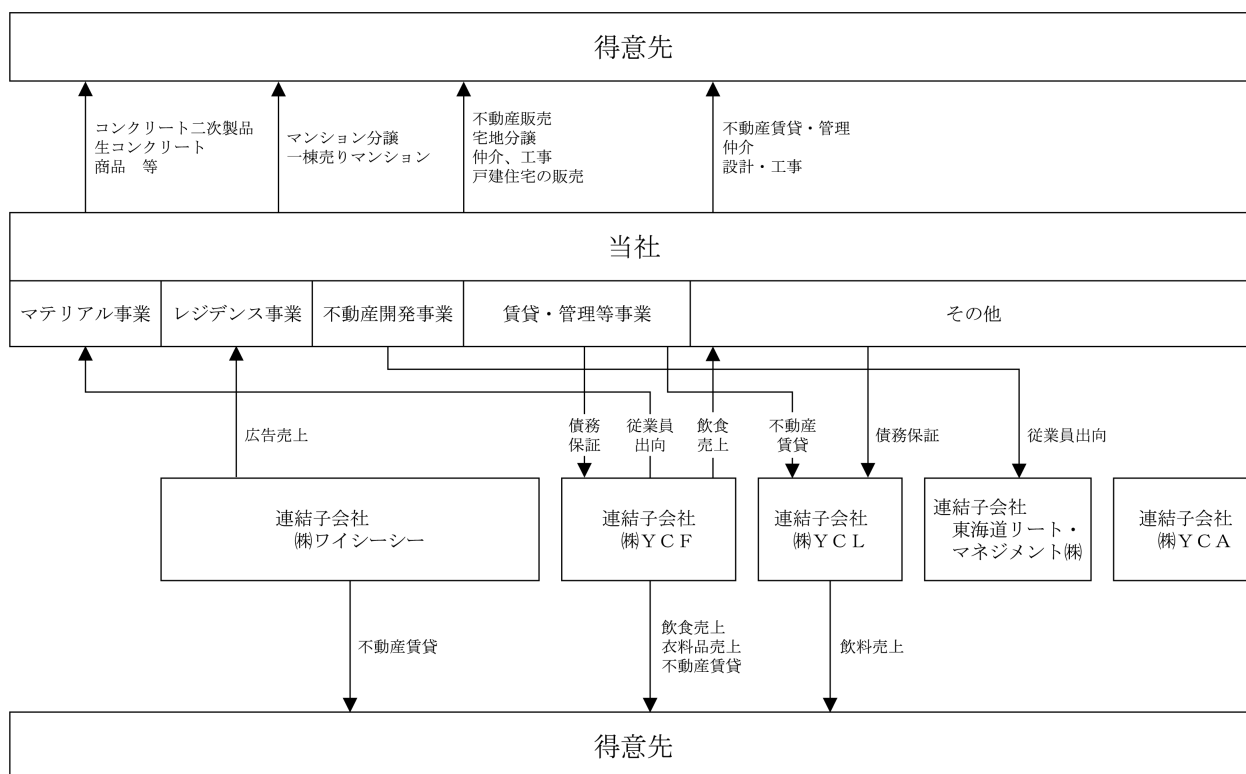 得意先
コンクリート二次製品
生コンクリート
商品　等
マンション分譲
一棟売りマンション
不動産販売
宅地分譲
仲介、工事
戸建住宅の販売
不動産賃貸・管理
仲介
設計・工事
当社
マテリアル事業
レジデンス事業
不動産開発事業
賃貸・管理等事業
その他
広告売上
債務
保証
従業員
出向
飲食
売上
不動産
賃貸
債務保証
従業員出向
連結子会社
㈱ワイシーシー
連結子会社
㈱ＹＣＦ
連結子会社
㈱ＹＣＬ
連結子会社
東海道リート・
マネジメント㈱
連結子会社
㈱ＹＣＡ
不動産賃貸
飲食売上
衣料品売上
不動産賃貸
飲料売上
得意先